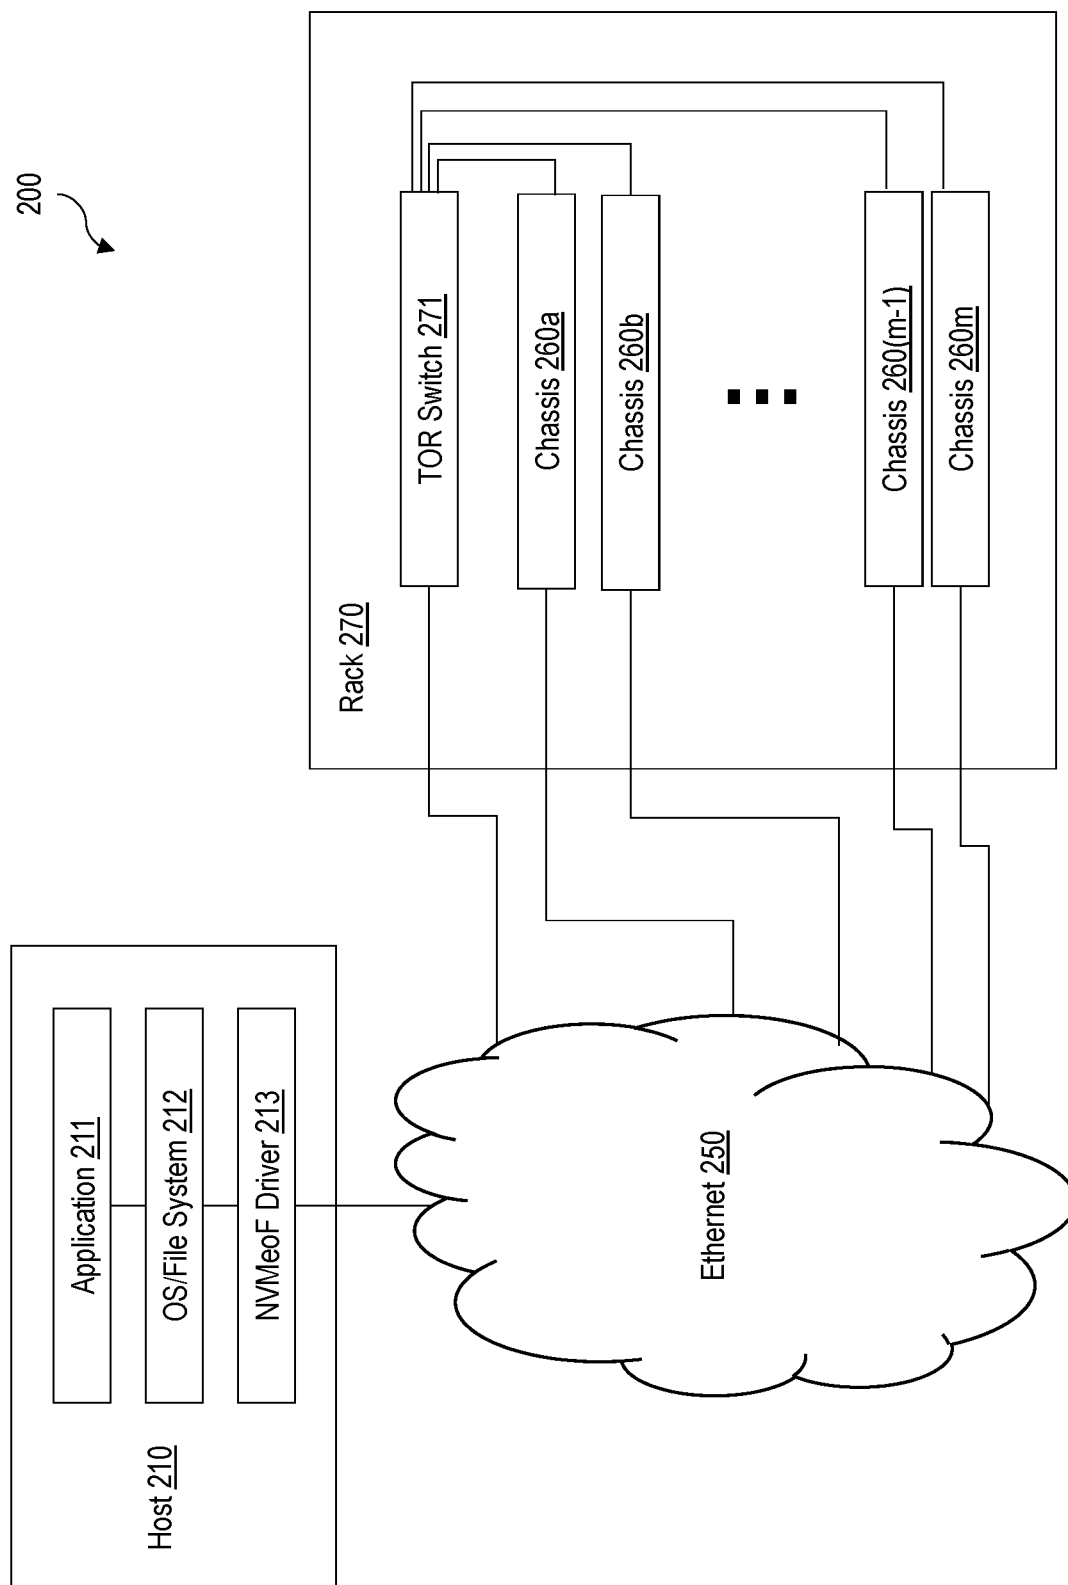 200
Host 210
Application 211
OS/File System 212
NVMeoF Driver 213
Ethernet 250
Rack 270
TOR Switch 271
Chassis 260a
Chassis 260b
Chassis 260(m-1)
Chassis 260m